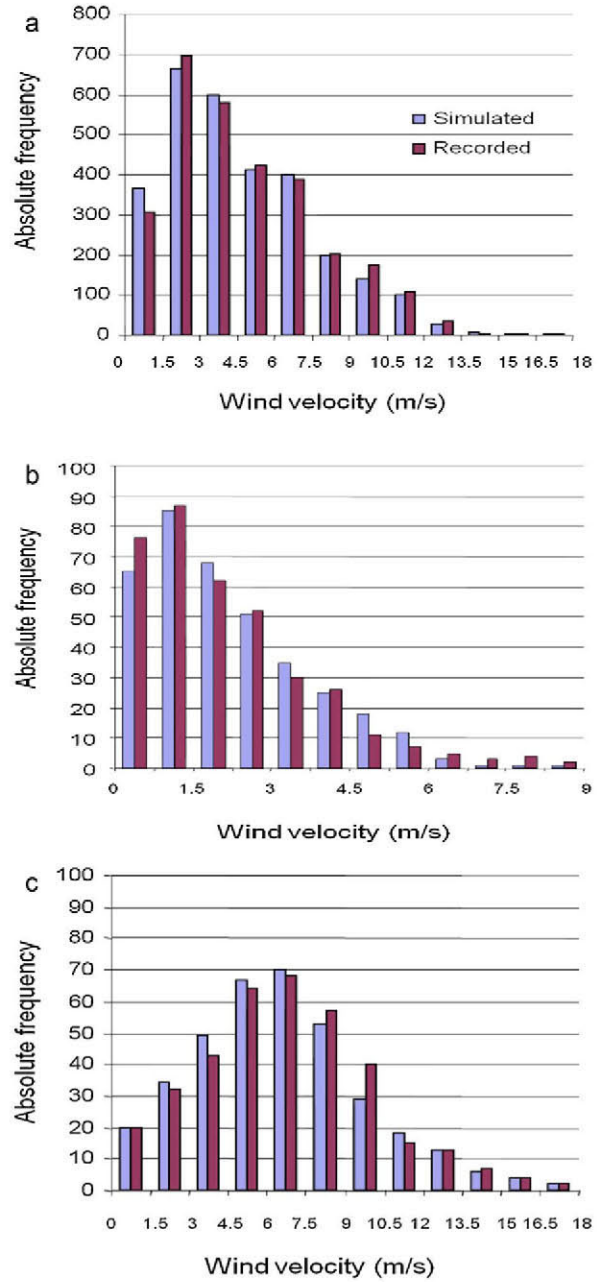 a
800
700
600
500
400
300
200
100
0
Absolute frequency
Simulated
Recorded
0 1.5 3 4.5 6 7.5 9 10.5 12 13.5 15 16.5 18
Wind velocity (m/s)
b
100
90
80
70
60
50
40
30
20
10
0
Absolute frequency
0 1.5 3 4.5 6 7.5 9
Wind velocity (m/s)
c
100
90
80
70
60
50
40
30
20
10
0
Absolute frequency
0 1.5 3 4.5 6 7.5 9 10.5 12 13.5 15 16.5 18
Wind velocity (m/s)